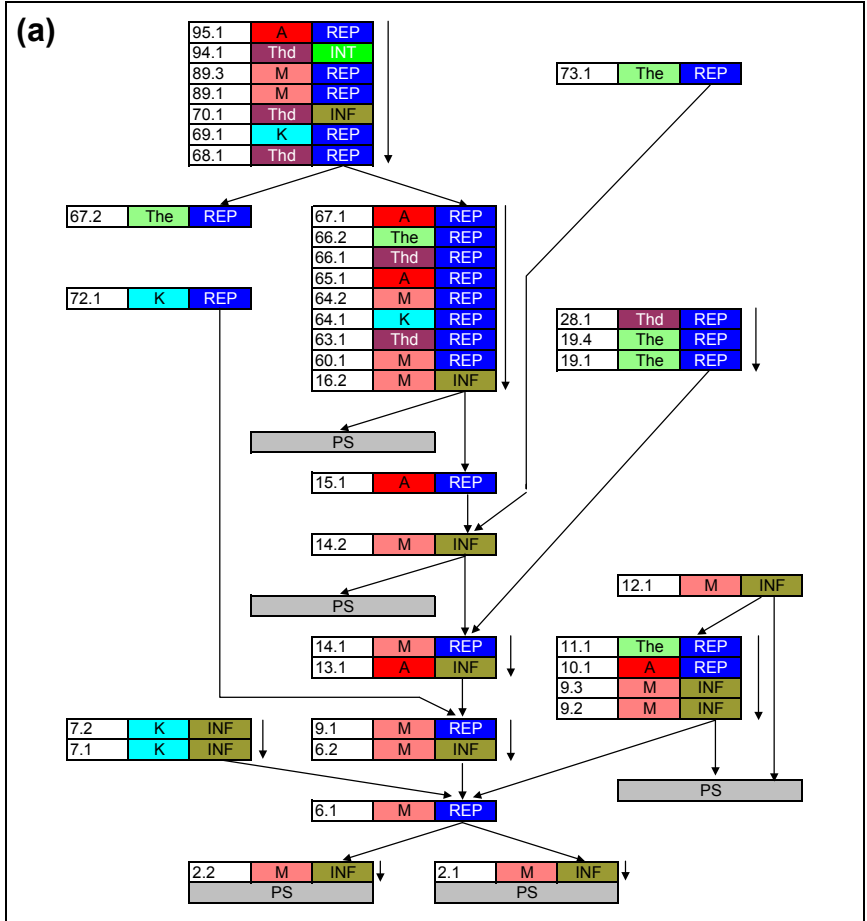 (a)
95.1 A REP
94.1 Thd INT
89.3 M REP
89.1 M REP
70.1 Thd INF
69.1 K REP
68.1 Thd REP
73.1 The REP
67.2 The REP
67.1 A REP
66.2 The REP
66.1 Thd REP
65.1 A REP
64.2 M REP
64.1 K REP
63.1 Thd REP
60.1 M REP
16.2 M INF
72.1 K REP
28.1 Thd REP
19.4 The REP
19.1 The REP
PS
15.1 A REP
14.2 M INF
PS
12.1 M INF
14.1 M REP
13.1 A INF
11.1 The REP
10.1 A REP
9.3 M INF
9.2 M INF
7.2 K INF
7.1 K INF
9.1 M REP
6.2 M INF
PS
6.1 M REP
2.2 M INF
PS
2.1 M INF
PS